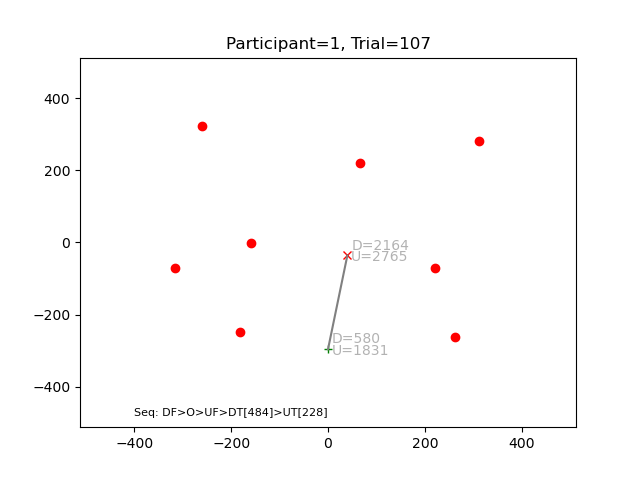 Participant=1, Trial=107
400
200
0
−200
−400
D=2164
U=2765
D=580
U=1831
Seq: DF>O>UF>DT[484]>UT[228]
−400
−200
0
200
400